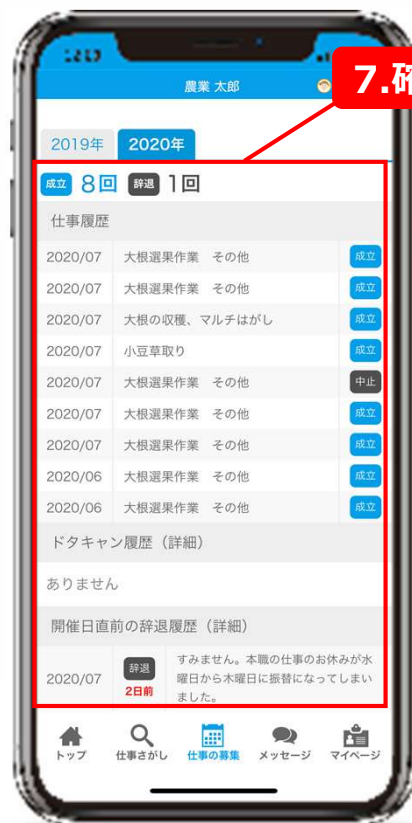 農業 太郎
7.確
2019年 2020年
成立 8回 辞退 1回
仕事履歴
2020/07 大根選果作業 その他 成立
2020/07 大根選果作業 その他 成立
2020/07 大根の収穫、マルチはがし 成立
2020/07 小豆草取り 成立
2020/07 大根選果作業 その他 中止
2020/07 大根選果作業 その他 成立
2020/07 大根選果作業 その他 成立
2020/06 大根選果作業 その他 成立
2020/06 大根選果作業 その他 成立
ドタキャン履歴（詳細）
ありません
開催日直前の辞退履歴（詳細）
2020/07 辞退 2日前 すみません。本職の仕事のお休みが水
曜日から木曜日に振替になってしまい
ました。
トップ 仕事さがし 仕事の募集 メッセージ マイページ